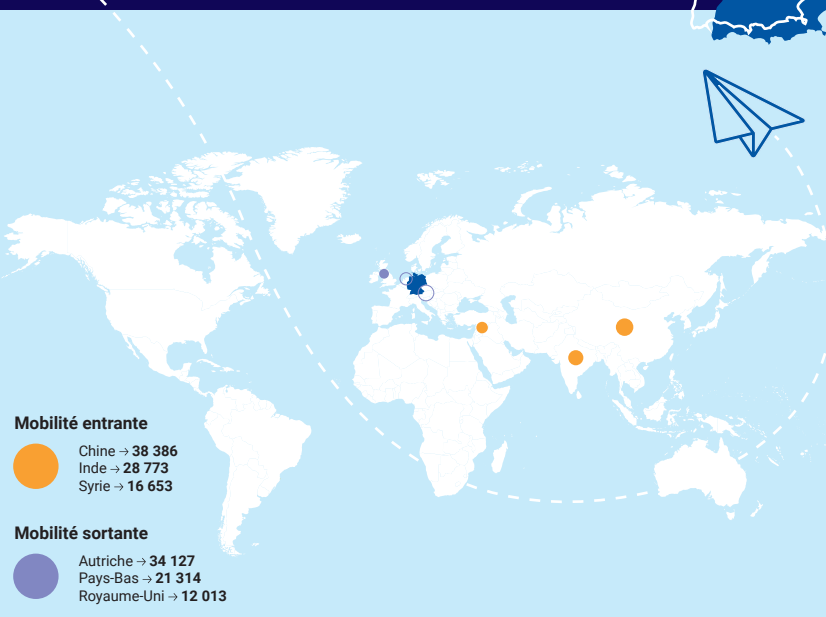 Mobilité entrante
Chine → 38 386
Inde → 28 773
Syrie → 16 653
Mobilité sortante
Autriche → 34 127
Pays-Bas → 21 314
Royaume-Uni → 12 013